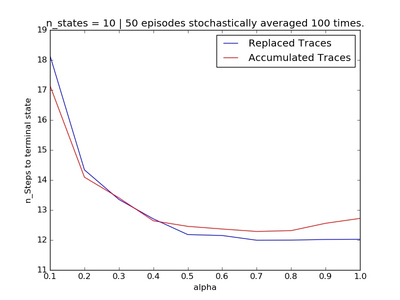 n_states = 10 | 50 episodes stochastically averaged 100 times.
Replaced Traces
Accumulated Traces
n_Steps to terminal state
19
18
17
16
15
14
13
12
11
0.1 0.2 0.3 0.4 0.5 0.6 0.7 0.8 0.9 1.0
alpha